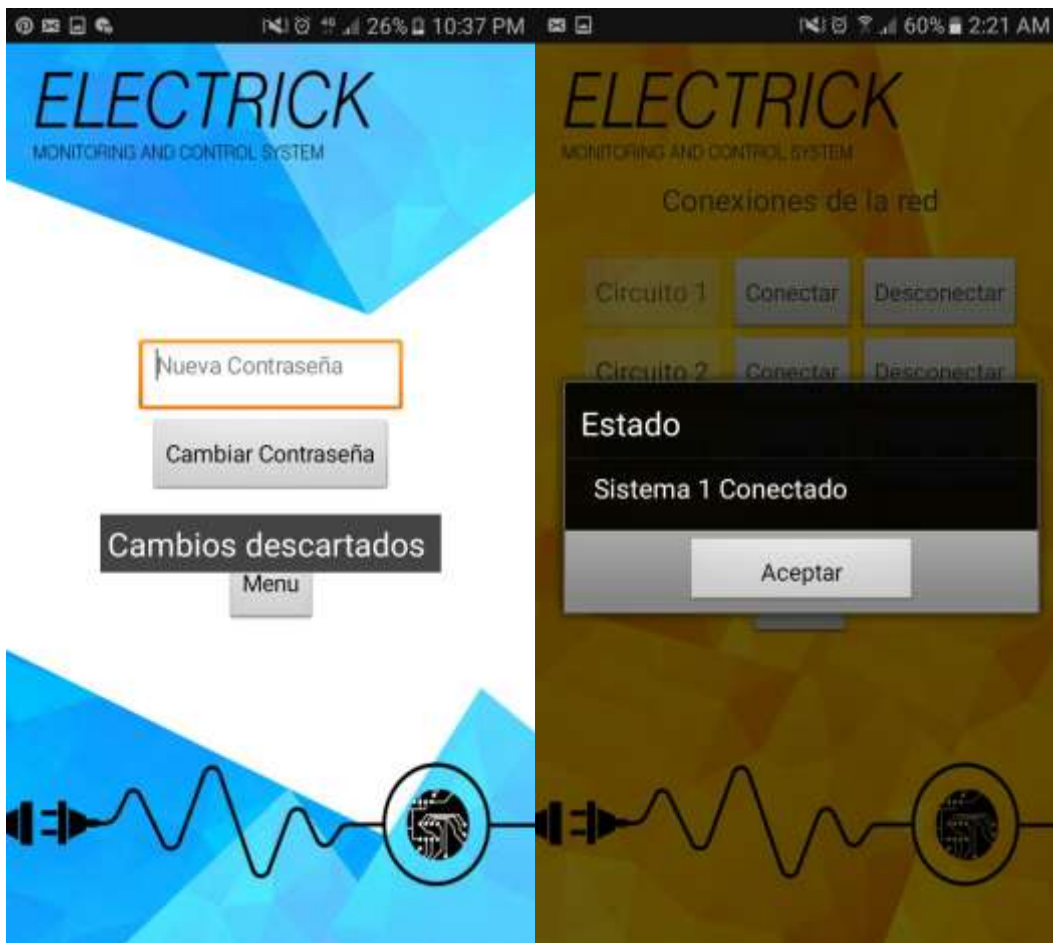 26% 10:37 PM
ELECTRICK
MONITORING AND CONTROL SYSTEM
Nueva Contraseña
Cambiar Contraseña
Cambios descartados
Menu
60% 2:21 AM
ELECTRICK
MONITORING AND CONTROL SYSTEM
Conexiones de la red
Circuito 1 Conectar Desconectar
Circuito 2 Conectar Desconectar
Estado
Sistema 1 Conectado
Aceptar